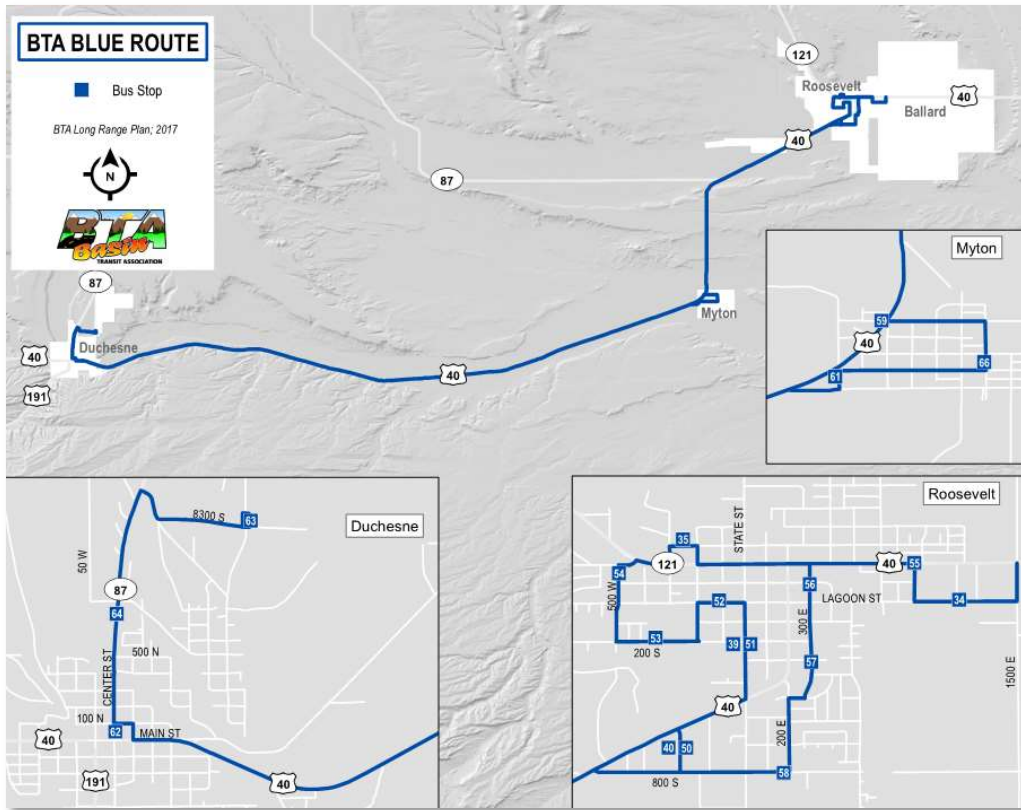 BTA BLUE ROUTE
Bus Stop
BTA Long Range Plan; 2017
N
BTA
Basin
TRANSIT ASSOCIATION
87
40
191
Duchesne
40
87
Myton
40
121
Roosevelt
Ballard
40
Myton
59
40
66
61
Duchesne
8300 S
63
50 W
87
64
CENTER ST
500 N
100 N
62
MAIN ST
40
191
40
Roosevelt
STATE ST
35
121
54
40
55
56
500 W
52
LAGOON ST
34
300 E
53
39
51
200 S
57
1500 E
40
200 E
40
50
58
800 S